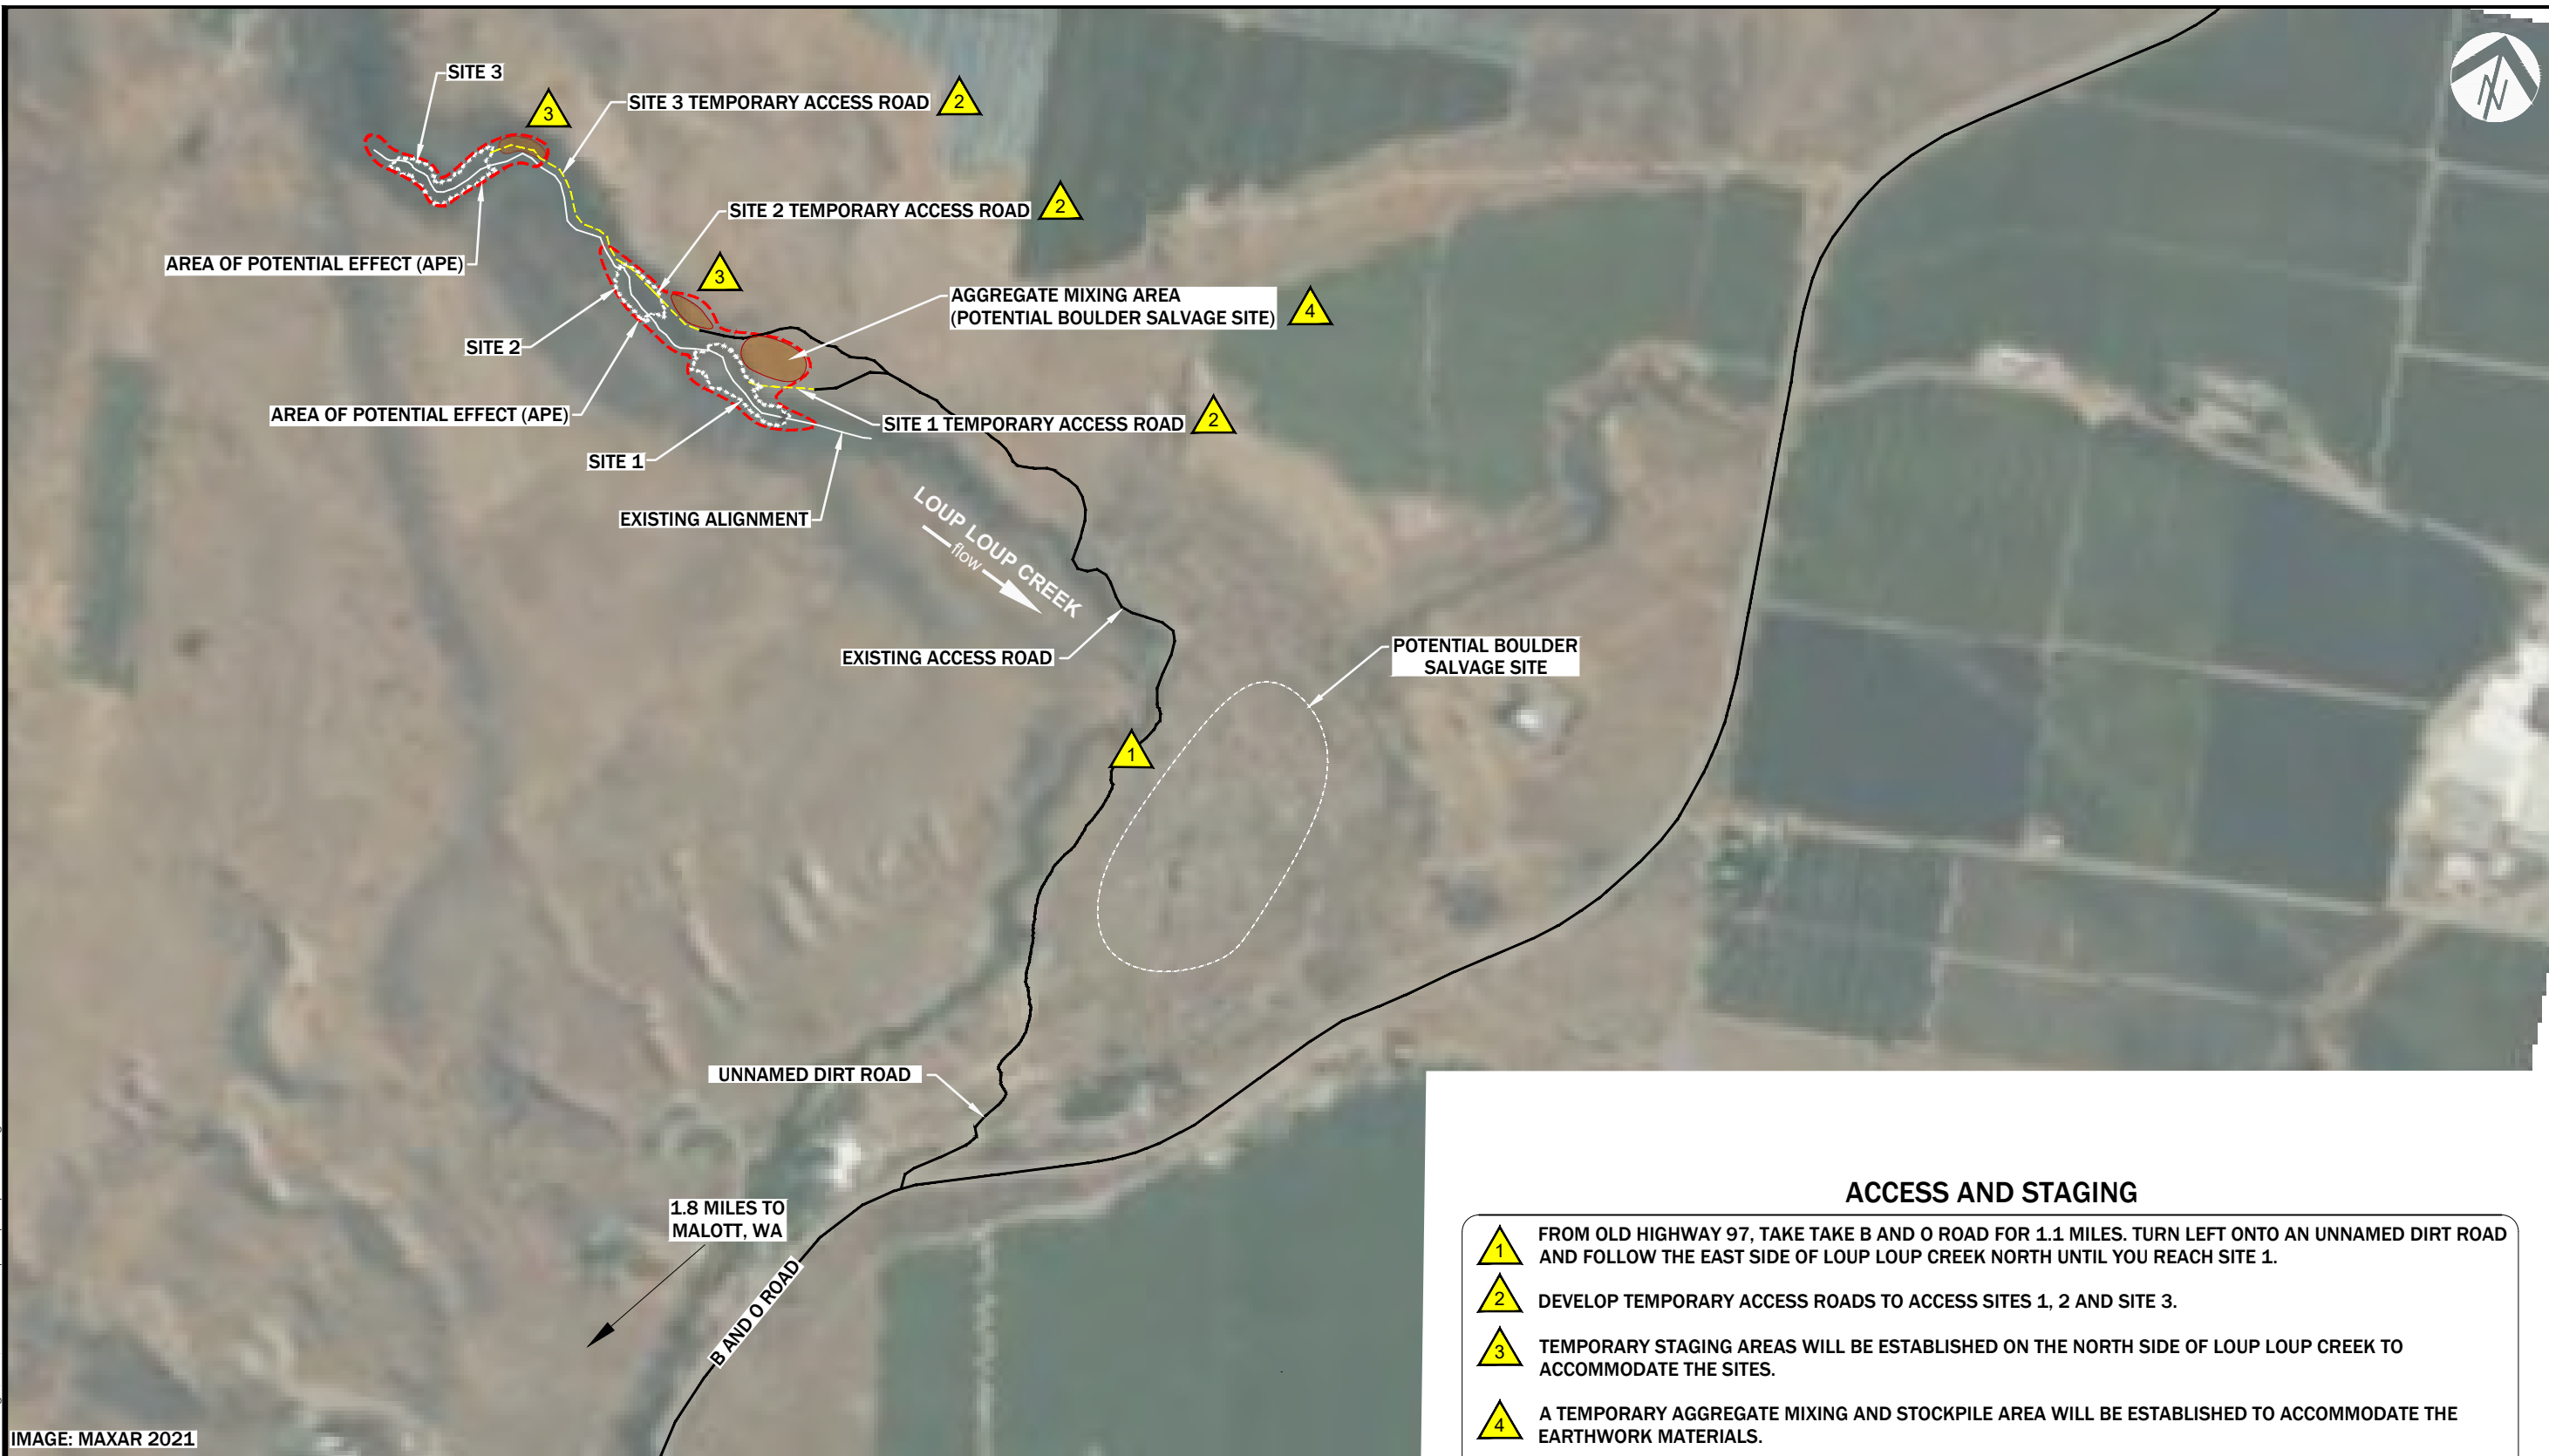 SITE 3
3
SITE 3 TEMPORARY ACCESS ROAD
2
SITE 2 TEMPORARY ACCESS ROAD
2
AREA OF POTENTIAL EFFECT (APE)
3
AGGREGATE MIXING AREA
(POTENTIAL BOULDER SALVAGE SITE)
4
SITE 2
AREA OF POTENTIAL EFFECT (APE)
SITE 1 TEMPORARY ACCESS ROAD
2
SITE 1
EXISTING ALIGNMENT
LOUP LOUP CREEK
flow
EXISTING ACCESS ROAD
POTENTIAL BOULDER
SALVAGE SITE
1
UNNAMED DIRT ROAD
1.8 MILES TO
MALOTT, WA
B AND O ROAD
IMAGE: MAXAR 2021
N
ACCESS AND STAGING
1
FROM OLD HIGHWAY 97, TAKE TAKE B AND O ROAD FOR 1.1 MILES. TURN LEFT ONTO AN UNNAMED DIRT ROAD
AND FOLLOW THE EAST SIDE OF LOUP LOUP CREEK NORTH UNTIL YOU REACH SITE 1.
2
DEVELOP TEMPORARY ACCESS ROADS TO ACCESS SITES 1, 2 AND SITE 3.
3
TEMPORARY STAGING AREAS WILL BE ESTABLISHED ON THE NORTH SIDE OF LOUP LOUP CREEK TO
ACCOMMODATE THE SITES.
4
A TEMPORARY AGGREGATE MIXING AND STOCKPILE AREA WILL BE ESTABLISHED TO ACCOMMODATE THE
EARTHWORK MATERIALS.